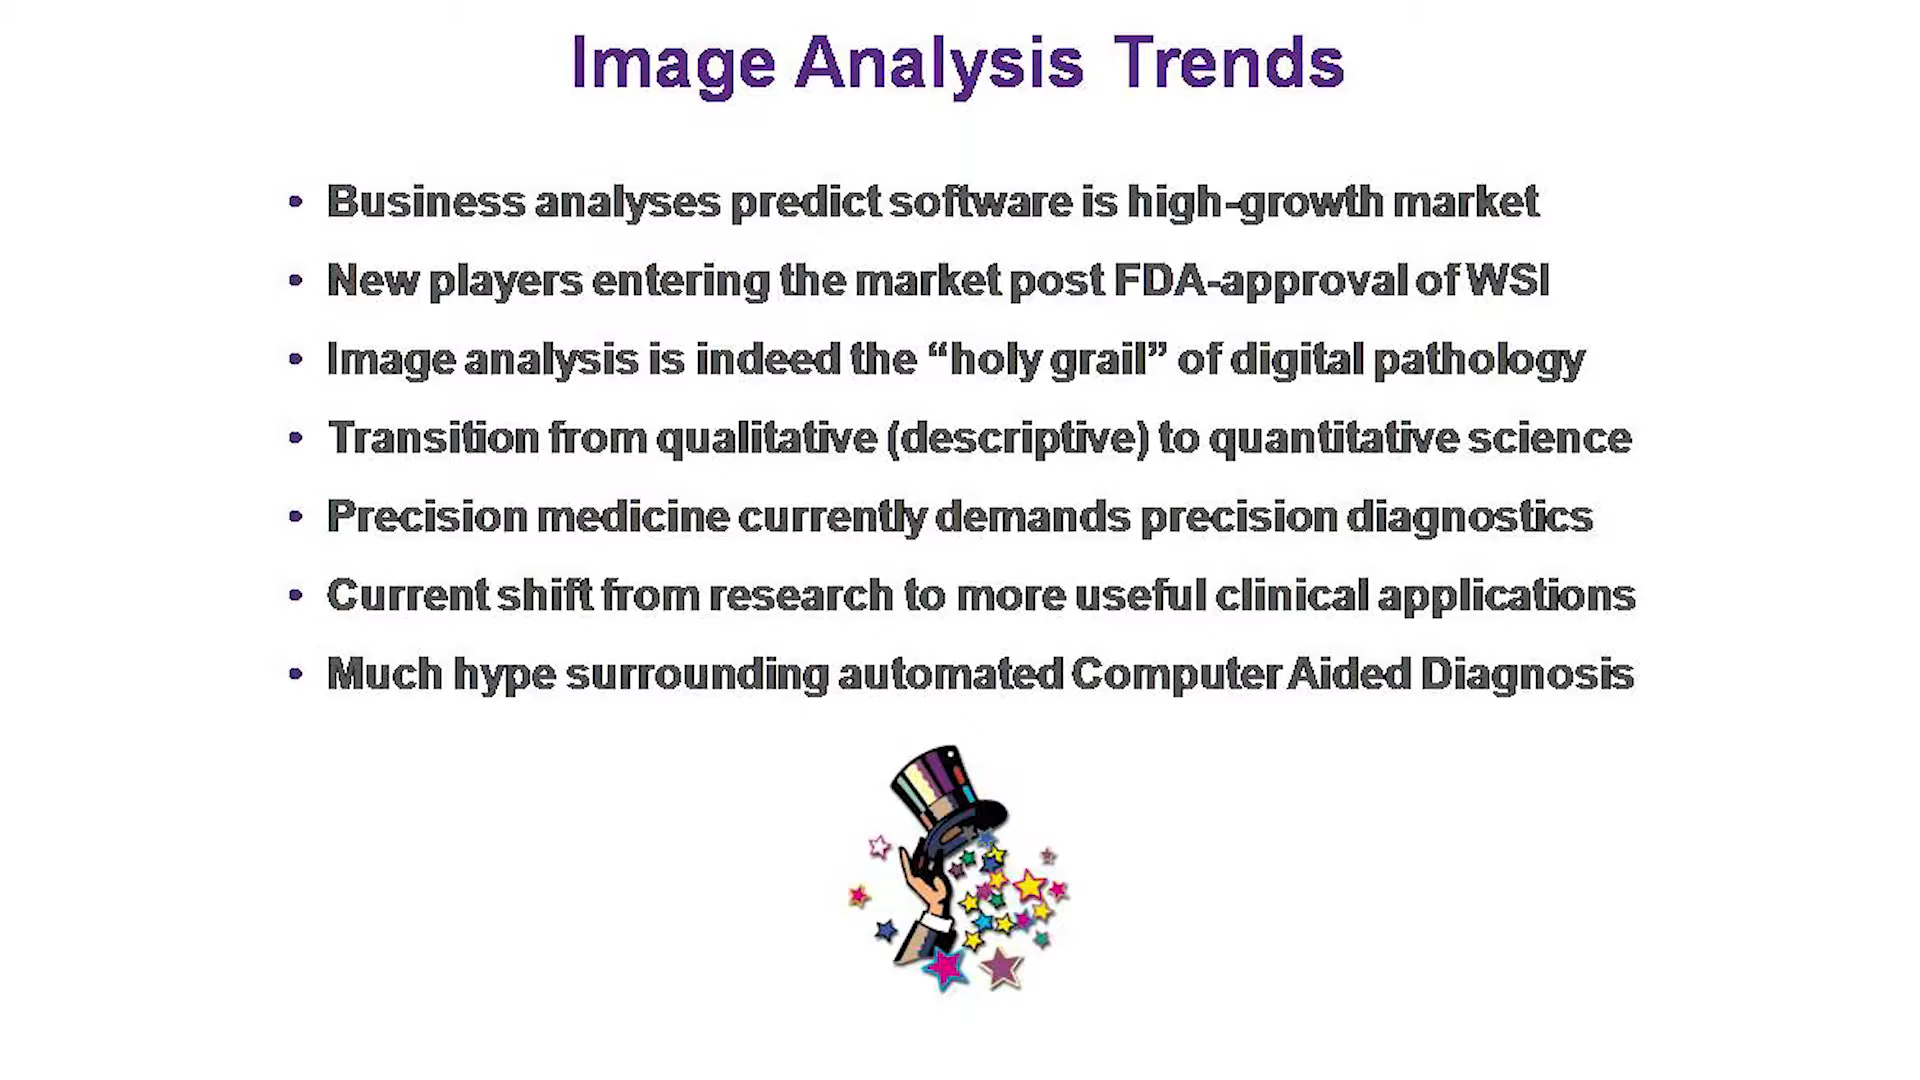 Image Analysis Trends
• Business analyses predict software is high-growth market
• New players entering the market post FDA-approval of WSI
• Image analysis is indeed the “holy grail” of digital pathology
• Transition from qualitative (descriptive) to quantitative science
• Precision medicine currently demands precision diagnostics
• Current shift from research to more useful clinical applications
• Much hype surrounding automated Computer Aided Diagnosis